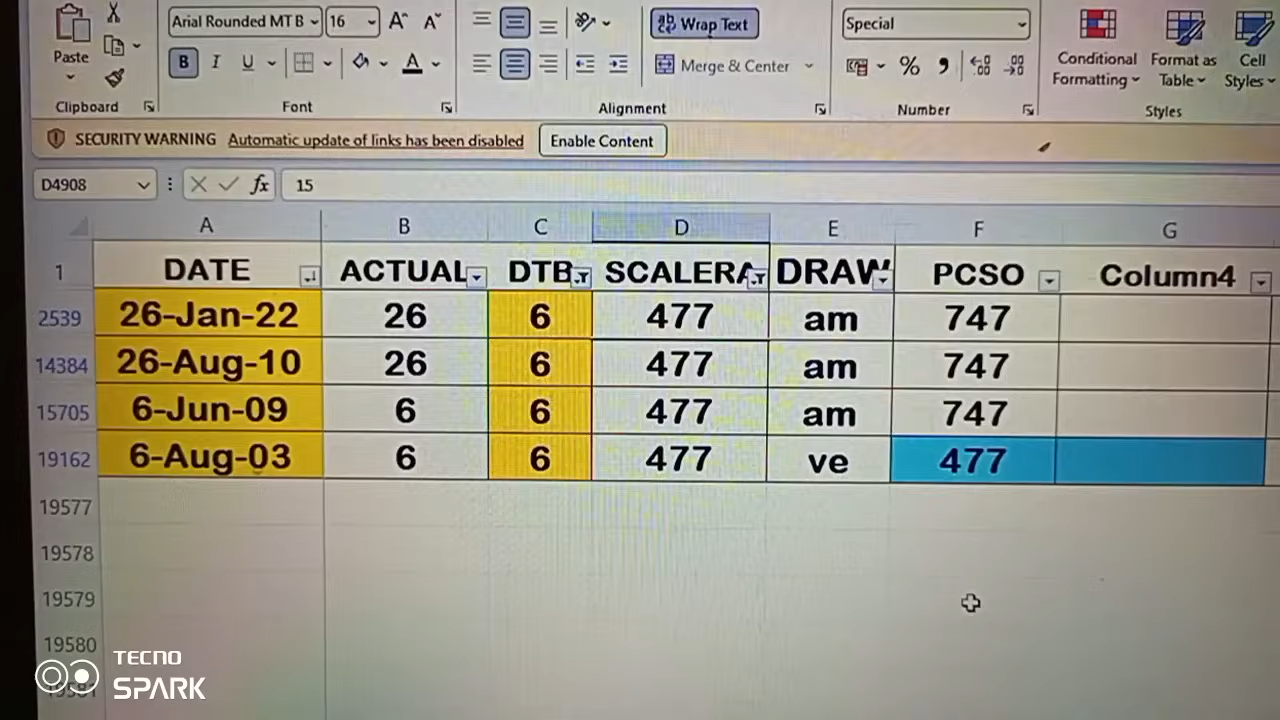 Arial Rounded MT B 16 A^ Aˇ ab Wrap Text Special
Paste B I U A Merge & Center % , Conditional Formatting Format as Table Cell Styles
Clipboard Font Alignment Number Styles
SECURITY WARNING Automatic update of links has been disabled Enable Content
D4908 fx 15
A B C D E F G
1 DATE ACTUAL DTB SCALERA DRAW PCSO Column4
2539 26-Jan-22 26 6 477 am 747
14384 26-Aug-10 26 6 477 am 747
15705 6-Jun-09 6 6 477 am 747
19162 6-Aug-03 6 6 477 ve 477
19577
19578
19579
19580
TECNO
SPARK